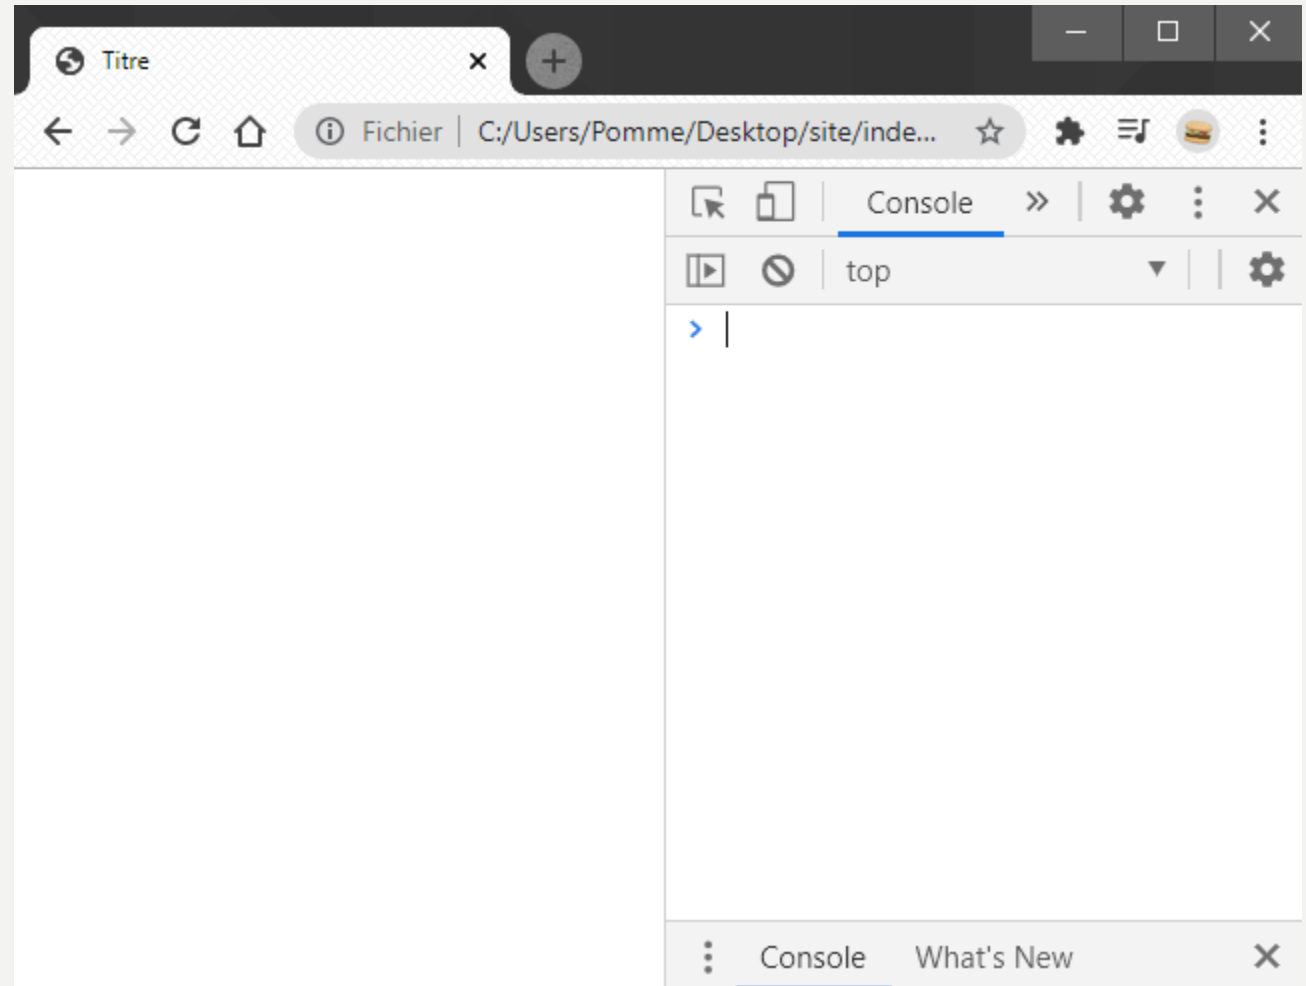 Titre
Fichier C:/Users/Pomme/Desktop/site/inde...
Console
top
Console What's New